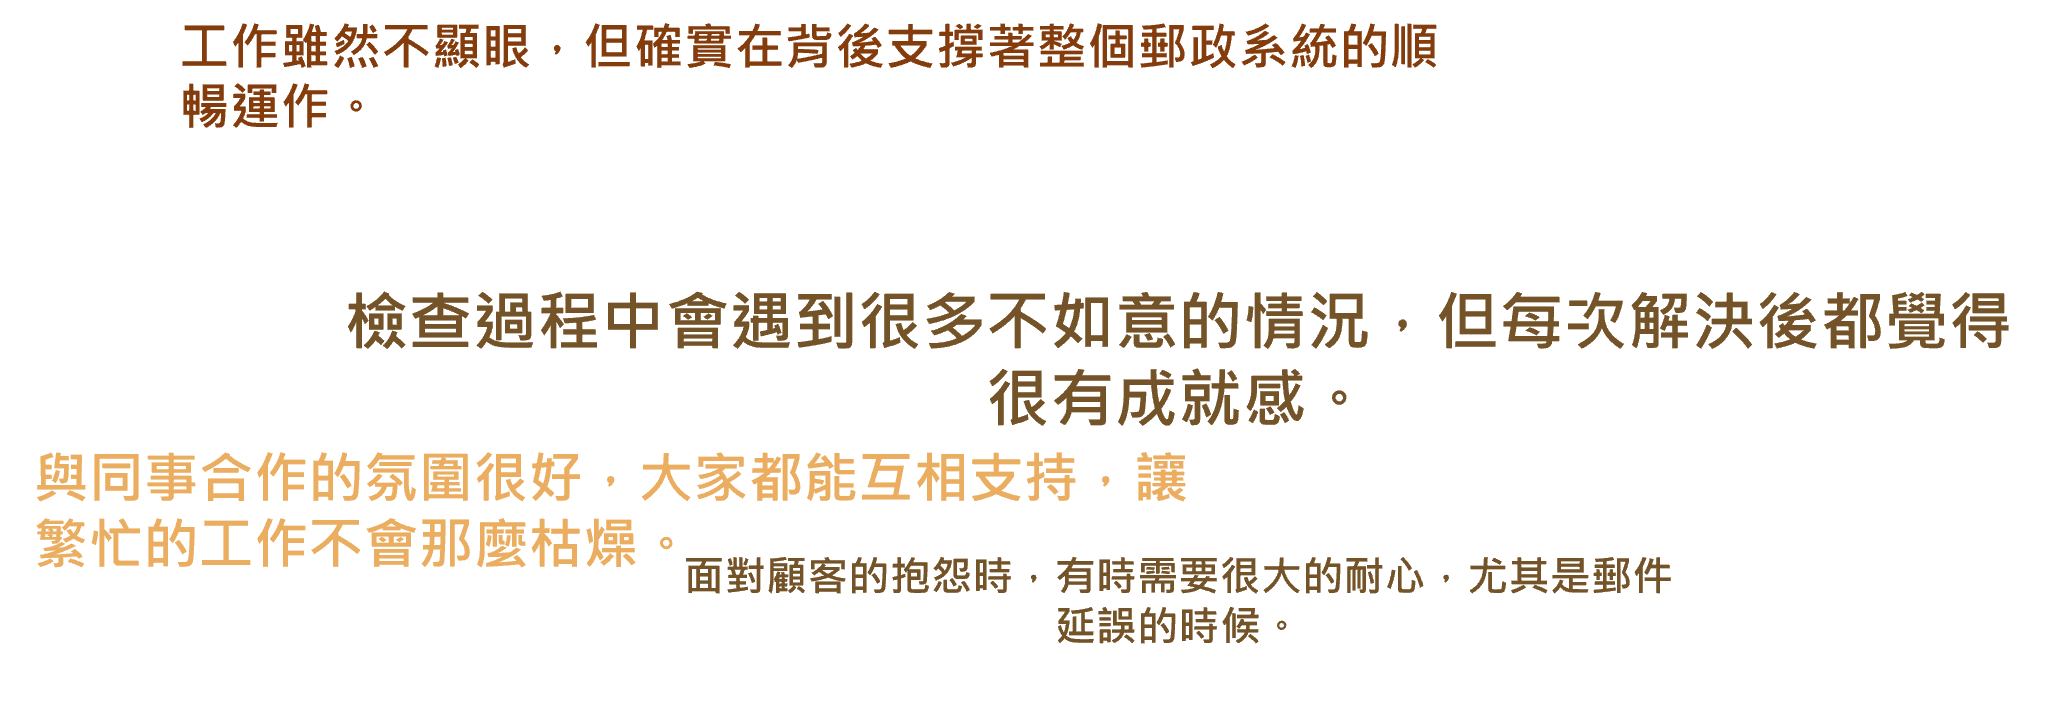 工作雖然不顯眼，但確實在背後支撐著整個郵政系統的順
暢運作。
檢查過程中會遇到很多不如意的情況，但每次解決後都覺得
很有成就感。
與同事合作的氛圍很好，大家都能互相支持，讓
繁忙的工作不會那麼枯燥。
面對顧客的抱怨時，有時需要很大的耐心，尤其是郵件
延誤的時候。